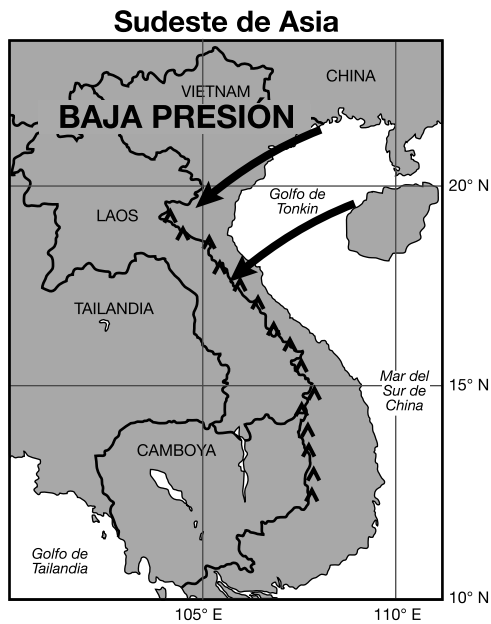 Sudeste de Asia
CHINA
VIETNAM
BAJA PRESIÓN
20° N
Golfo de
Tonkin
LAOS
TAILANDIA
Mar del
Sur de
China
15° N
CAMBOYA
Golfo de
Tailandia
10° N
105° E
110° E